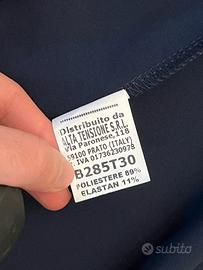 Distribuito da
ALTA TENSIONE S.R.L.
Via Paronese,118
59100 PRATO (ITALY)
P. IVA 01736230978
B285T30
POLIESTERE 89%
ELASTAN 11%
subito